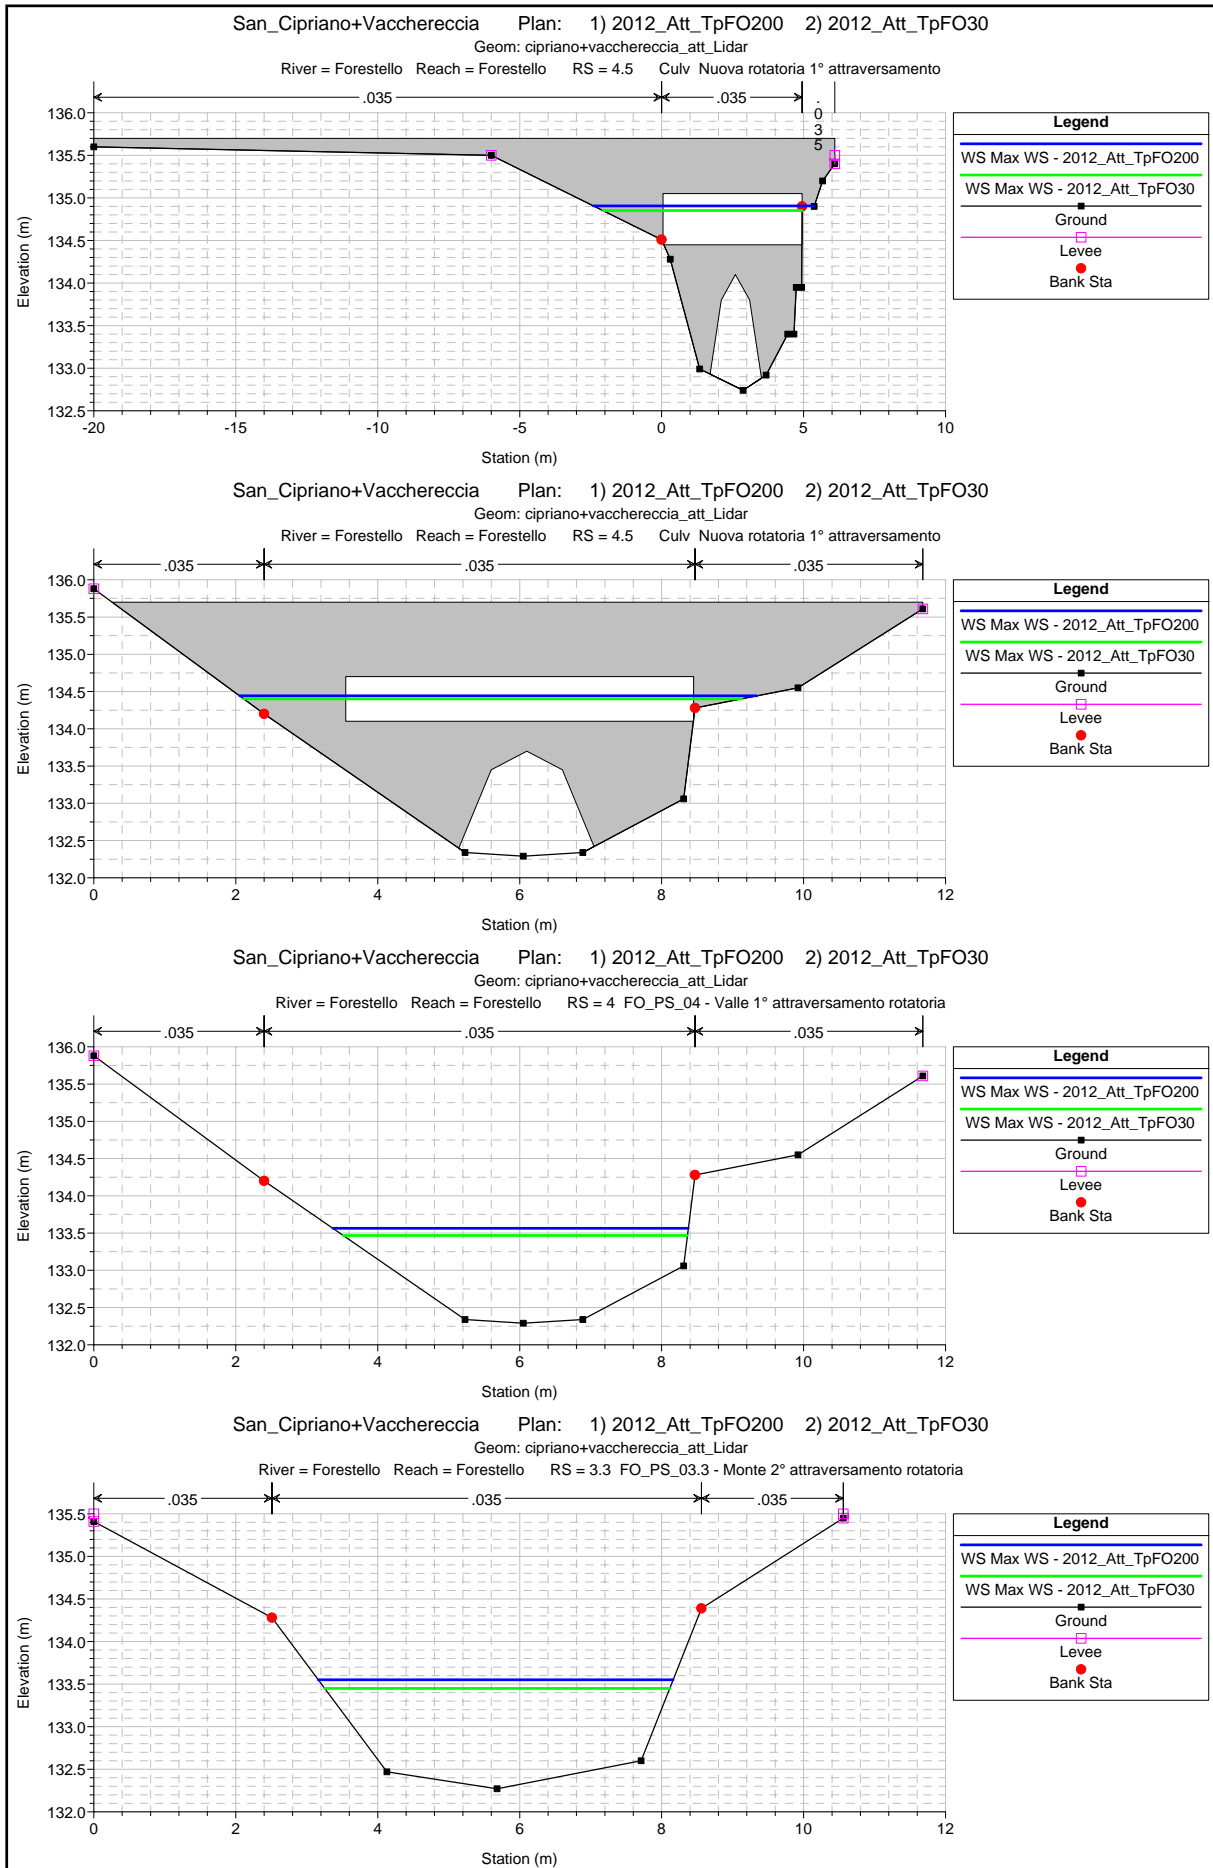 San_Cipriano+Vacchereccia Plan: 1) 2012_Att_TpFO200 2) 2012_Att_TpFO30
Geom: cipriano+vacchereccia_att_Lidar
River = Forestello Reach = Forestello RS = 4.5 Culv Nuova rotatoria 1° attraversamento
.035 .035 .035
136.0
135.5
135.0
134.5
134.0
133.5
133.0
132.5
Elevation (m)
-20 -15 -10 -5 0 5 10
Station (m)
Legend
WS Max WS - 2012_Att_TpFO200
WS Max WS - 2012_Att_TpFO30
Ground
Levee
Bank Sta
San_Cipriano+Vacchereccia Plan: 1) 2012_Att_TpFO200 2) 2012_Att_TpFO30
Geom: cipriano+vacchereccia_att_Lidar
River = Forestello Reach = Forestello RS = 4.5 Culv Nuova rotatoria 1° attraversamento
.035 .035 .035
136.0
135.5
135.0
134.5
134.0
133.5
133.0
132.5
132.0
Elevation (m)
0 2 4 6 8 10 12
Station (m)
Legend
WS Max WS - 2012_Att_TpFO200
WS Max WS - 2012_Att_TpFO30
Ground
Levee
Bank Sta
San_Cipriano+Vacchereccia Plan: 1) 2012_Att_TpFO200 2) 2012_Att_TpFO30
Geom: cipriano+vacchereccia_att_Lidar
River = Forestello Reach = Forestello RS = 4 FO_PS_04 - Valle 1° attraversamento rotatoria
.035 .035 .035
136.0
135.5
135.0
134.5
134.0
133.5
133.0
132.5
132.0
Elevation (m)
0 2 4 6 8 10 12
Station (m)
Legend
WS Max WS - 2012_Att_TpFO200
WS Max WS - 2012_Att_TpFO30
Ground
Levee
Bank Sta
San_Cipriano+Vacchereccia Plan: 1) 2012_Att_TpFO200 2) 2012_Att_TpFO30
Geom: cipriano+vacchereccia_att_Lidar
River = Forestello Reach = Forestello RS = 3.3 FO_PS_03.3 - Monte 2° attraversamento rotatoria
.035 .035 .035
135.5
135.0
134.5
134.0
133.5
133.0
132.5
132.0
Elevation (m)
0 2 4 6 8 10 12
Station (m)
Legend
WS Max WS - 2012_Att_TpFO200
WS Max WS - 2012_Att_TpFO30
Ground
Levee
Bank Sta